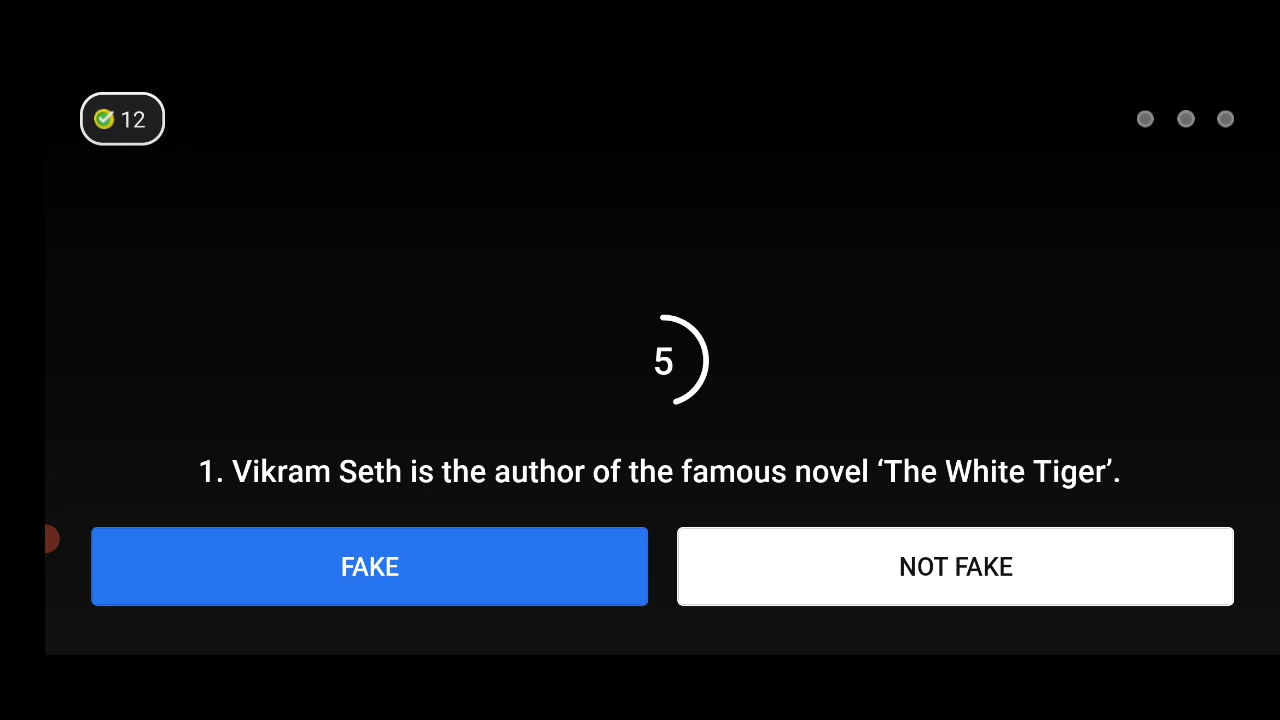 12
5
1. Vikram Seth is the author of the famous novel ‘The White Tiger’.
FAKE
NOT FAKE